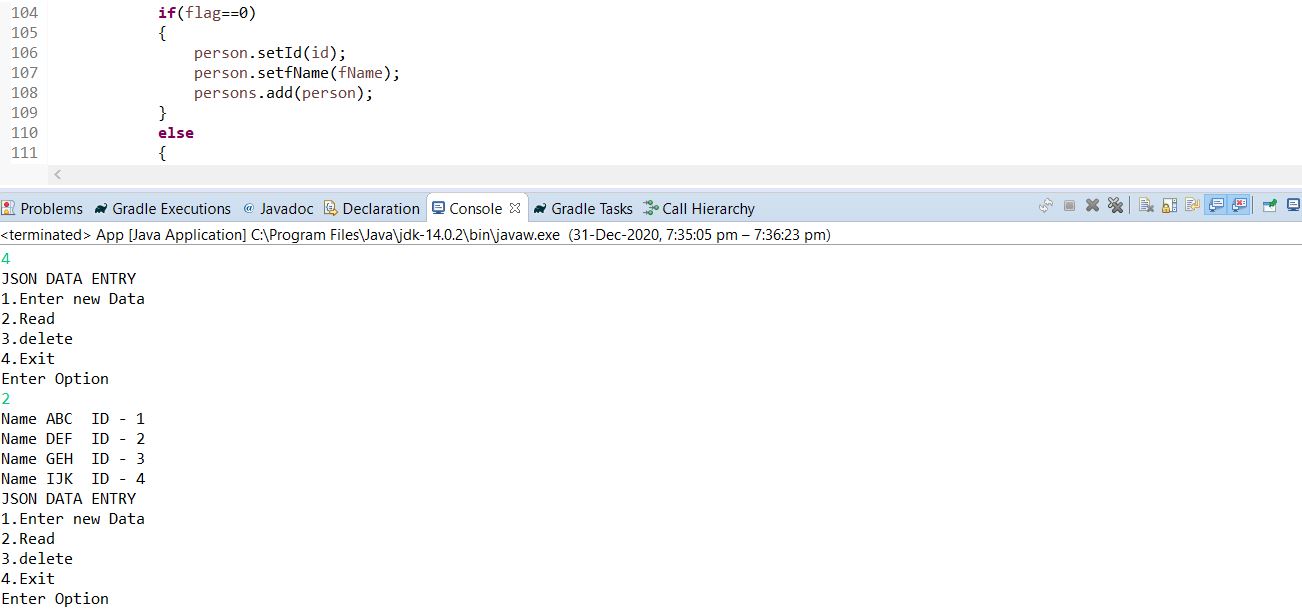 104 if(flag==0)
105 {
106 person.setId(id);
107 person.setfName(fName);
108 persons.add(person);
109 }
110 else
111 {
Problems Gradle Executions @ Javadoc Declaration Console Gradle Tasks Call Hierarchy
<terminated> App [Java Application] C:\Program Files\Java\jdk-14.0.2\bin\javaw.exe (31-Dec-2020, 7:35:05 pm – 7:36:23 pm)
4
JSON DATA ENTRY
1.Enter new Data
2.Read
3.delete
4.Exit
Enter Option
2
Name ABC  ID - 1
Name DEF  ID - 2
Name GEH  ID - 3
Name IJK  ID - 4
JSON DATA ENTRY
1.Enter new Data
2.Read
3.delete
4.Exit
Enter Option